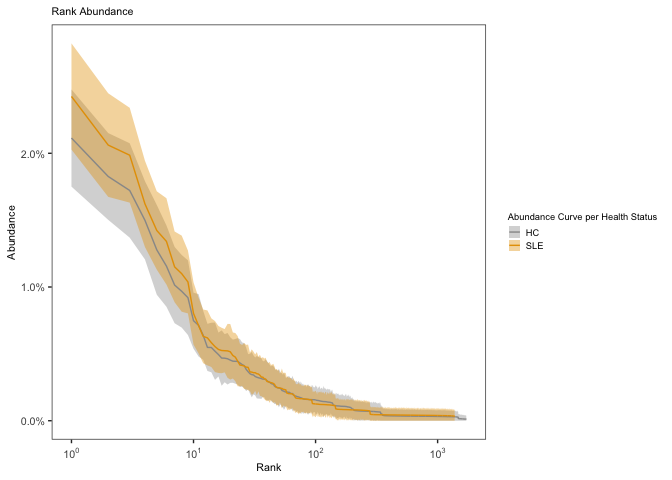 Rank Abundance
Abundance
2.0%
1.0%
0.0%
10⁰
10¹
10²
10³
Rank
Abundance Curve per Health Status
HC
SLE